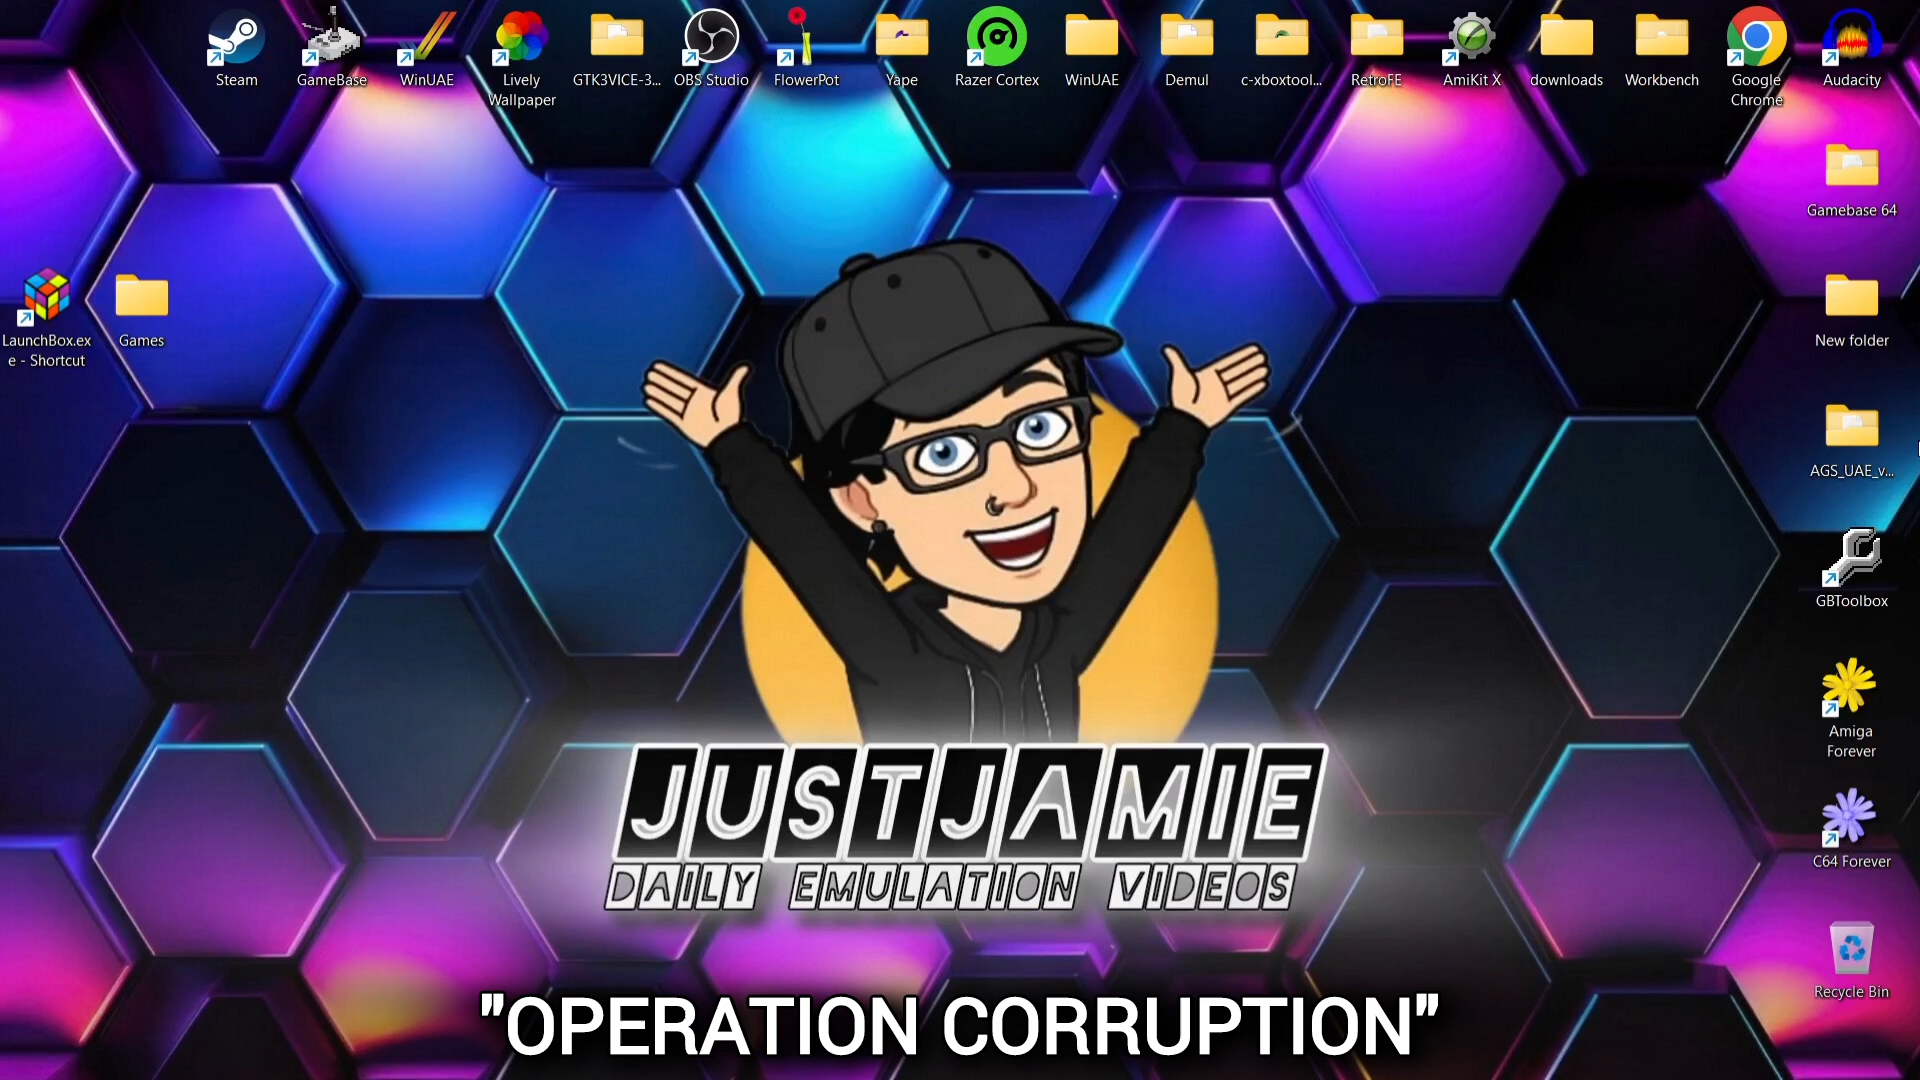 Steam
GameBase
WinUAE
Lively
Wallpaper
GTK3VICE-3...
OBS Studio
FlowerPot
Yape
Razer Cortex
WinUAE
Demul
c-xboxtool...
RetroFE
AmiKit X
downloads
Workbench
Google
Chrome
Audacity
Gamebase 64
LaunchBox.ex
e - Shortcut
Games
New folder
AGS_UAE_v...
GBToolbox
Amiga
Forever
C64 Forever
JUSTJAMIE
DAILY EMULATION VIDEOS
Recycle Bin
"OPERATION CORRUPTION"